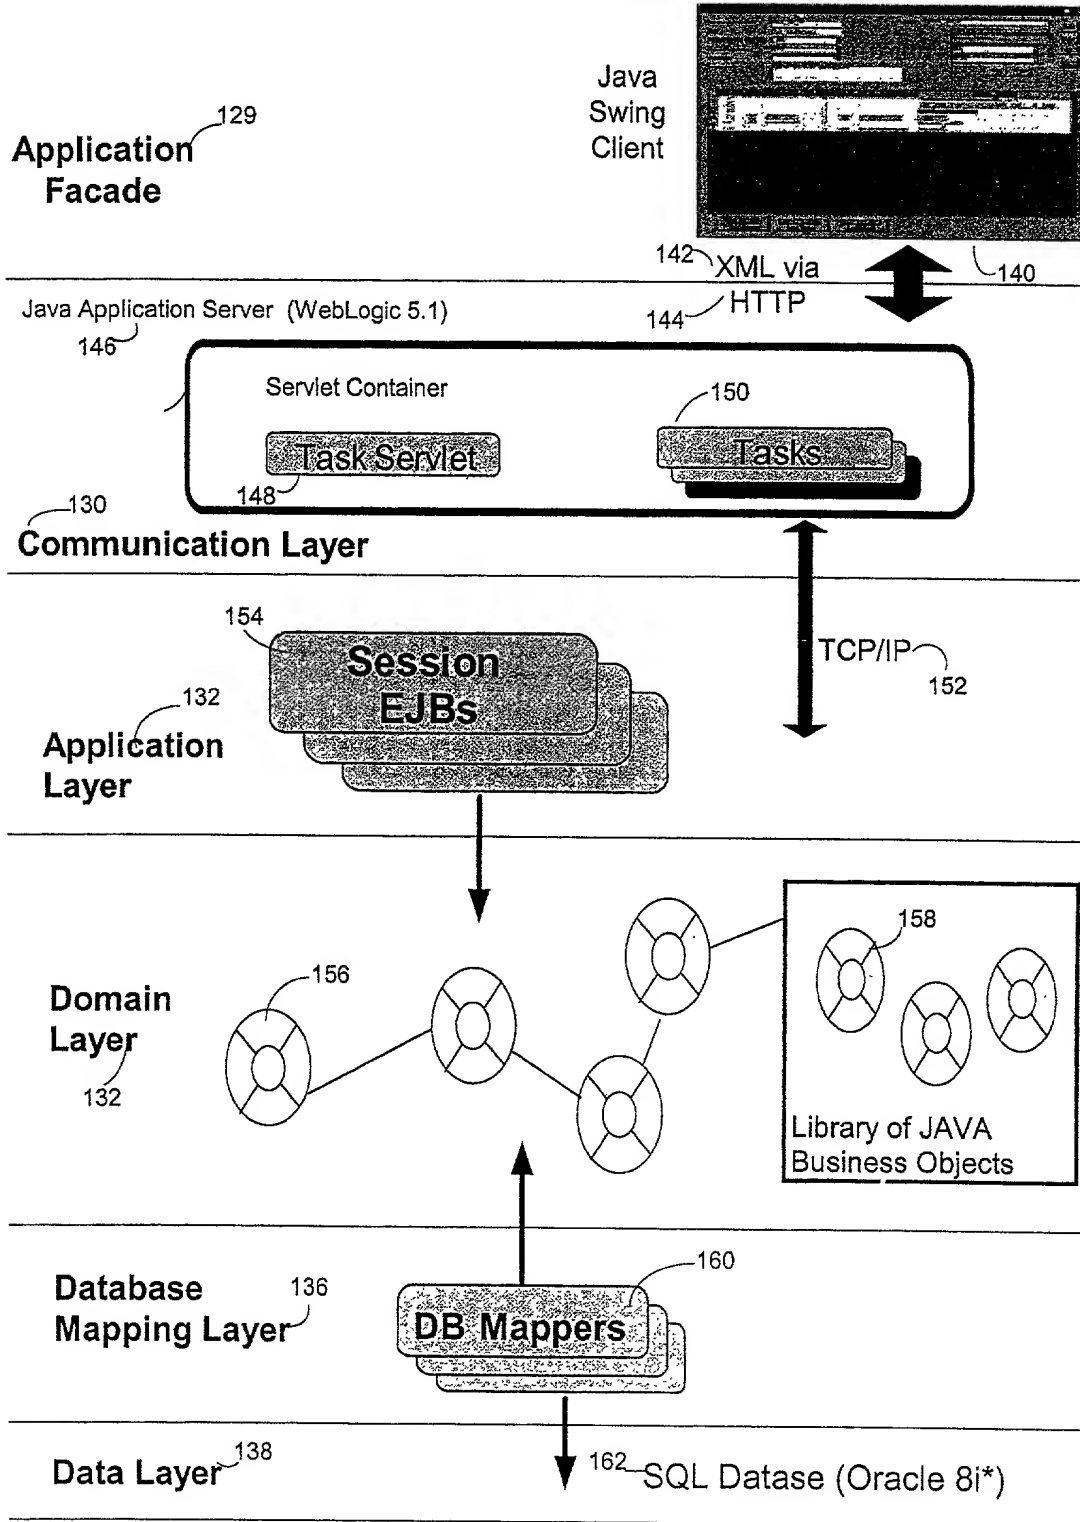 Java
Swing
Client
129
Application
Facade
142
XML via
140
Java Application Server (WebLogic 5.1)
144
HTTP
146
Servlet Container
150
Task Servlet
Tasks
148
130
Communication Layer
154
Session
EJBs
TCP/IP
152
132
Application
Layer
158
156
Domain
Layer
132
Library of JAVA
Business Objects
160
Database
136
Mapping Layer
DB Mappers
138
Data Layer
162
SQL Datase (Oracle 8i*)